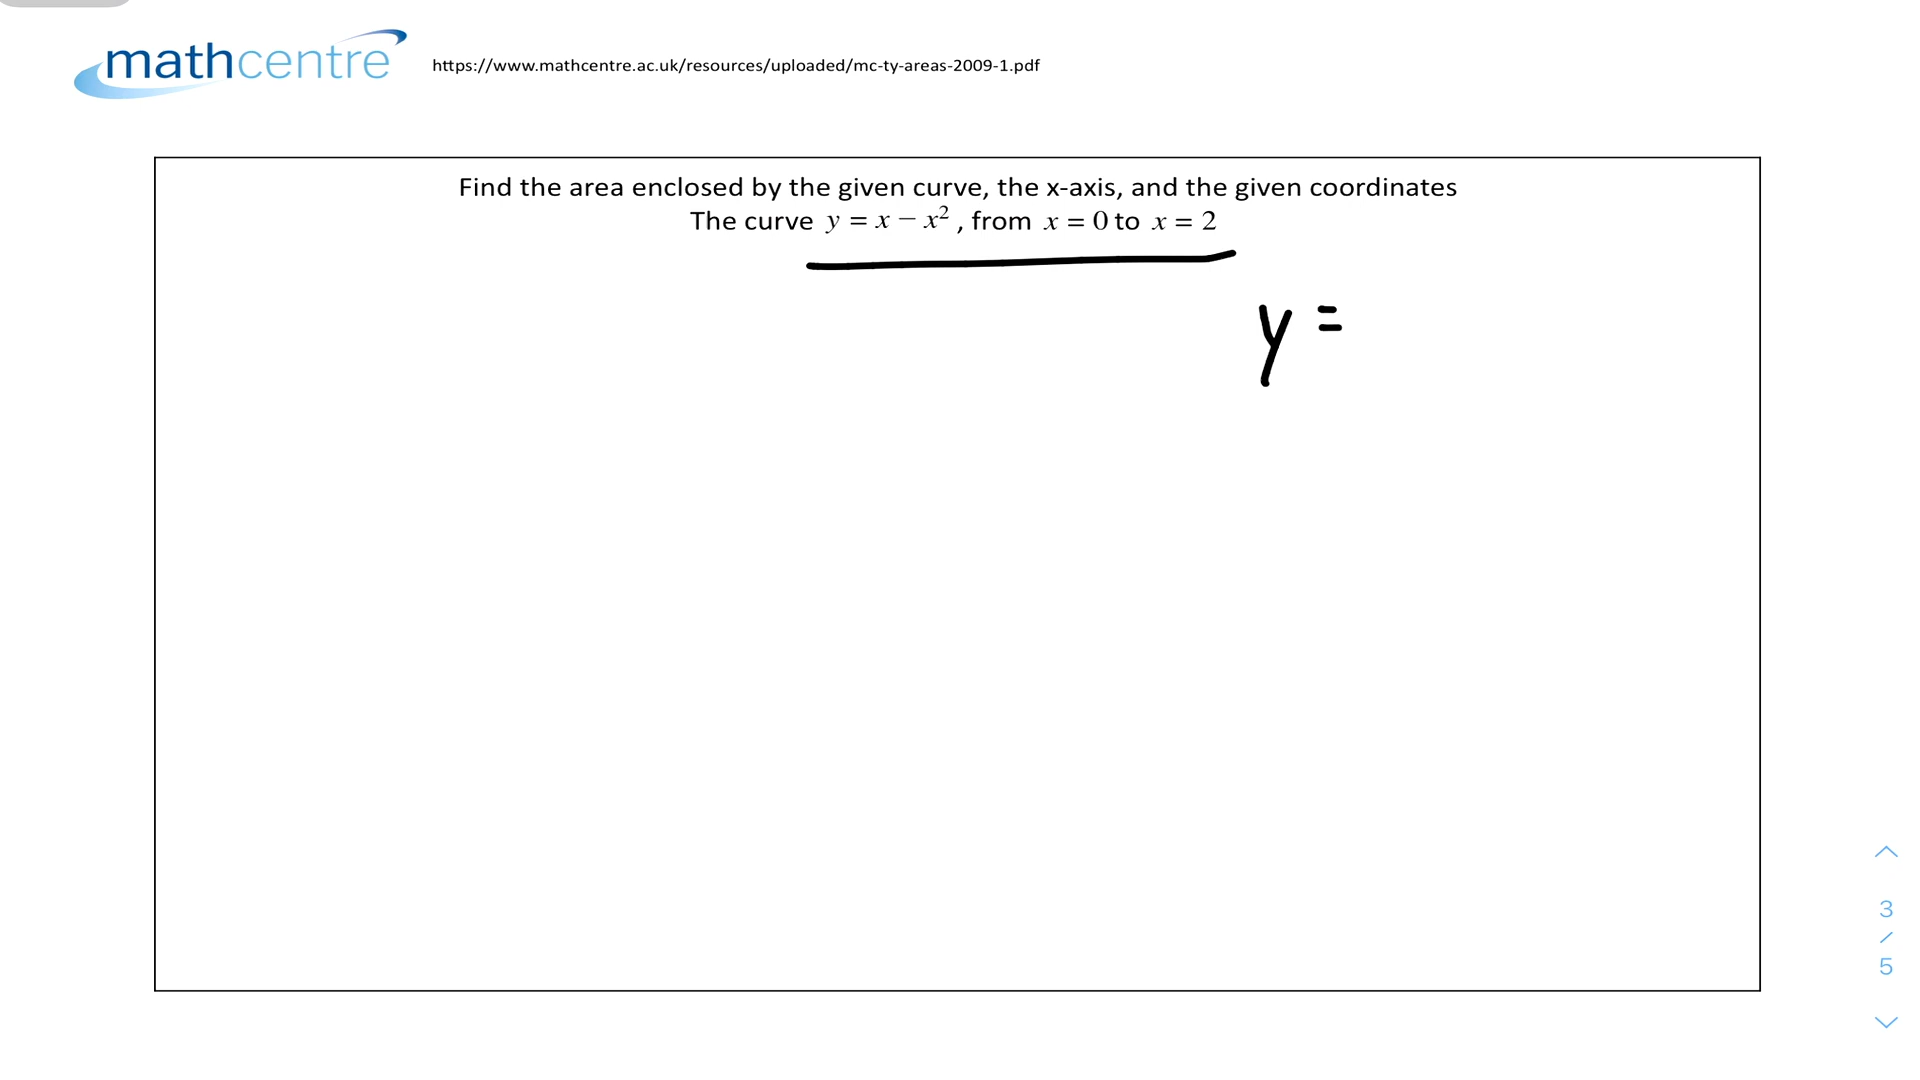 mathcentre
https://www.mathcentre.ac.uk/resources/uploaded/mc-ty-areas-2009-1.pdf
Find the area enclosed by the given curve, the x-axis, and the given coordinates
The curve y = x − x², from x = 0 to x = 2
y =
3
/
5